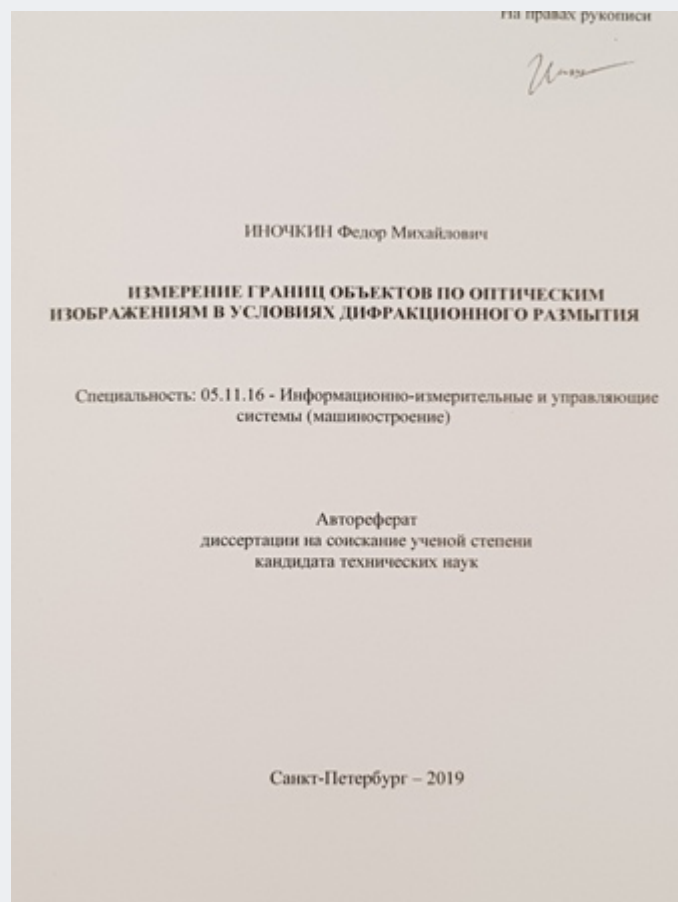 На правах рукописи
ИНОЧКИН Федор Михайлович
ИЗМЕРЕНИЕ ГРАНИЦ ОБЪЕКТОВ ПО ОПТИЧЕСКИМ
ИЗОБРАЖЕНИЯМ В УСЛОВИЯХ ДИФРАКЦИОННОГО РАЗМЫТИЯ
Специальность: 05.11.16 - Информационно-измерительные и управляющие
системы (машиностроение)
Автореферат
диссертации на соискание ученой степени
кандидата технических наук
Санкт-Петербург – 2019